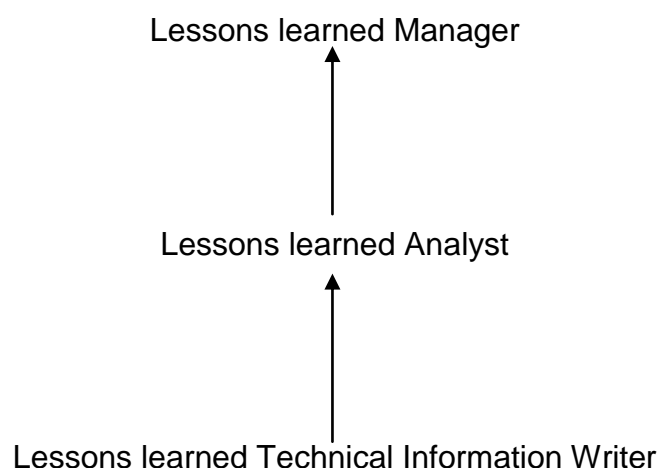 Lessons learned Manager
Lessons learned Analyst
Lessons learned Technical Information Writer